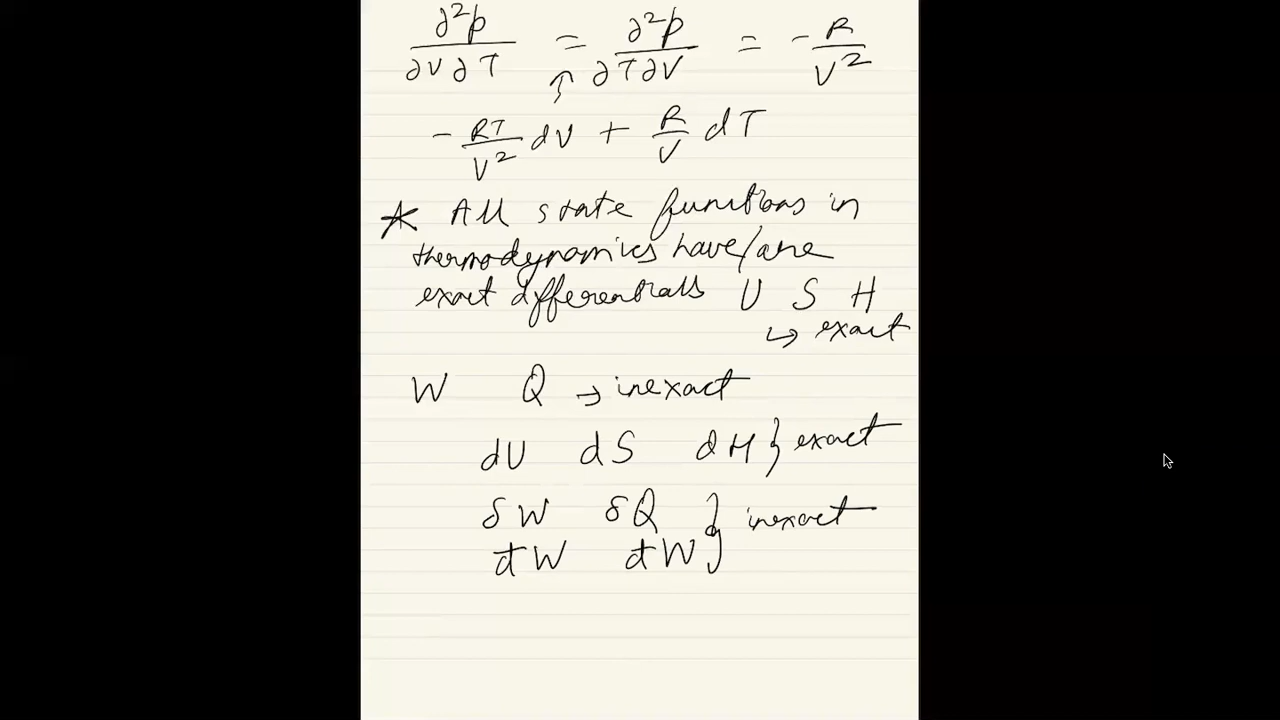 ∂²p/∂V∂T = ∂²p/∂T∂V = - R/V²
↑
- RT/V² dV + R/V dT
* All state functions in
thermodynamics have/are
exact differentials U S H
↳ exact
W Q → inexact
dU dS dH } exact
δW δQ } inexact
đW đW